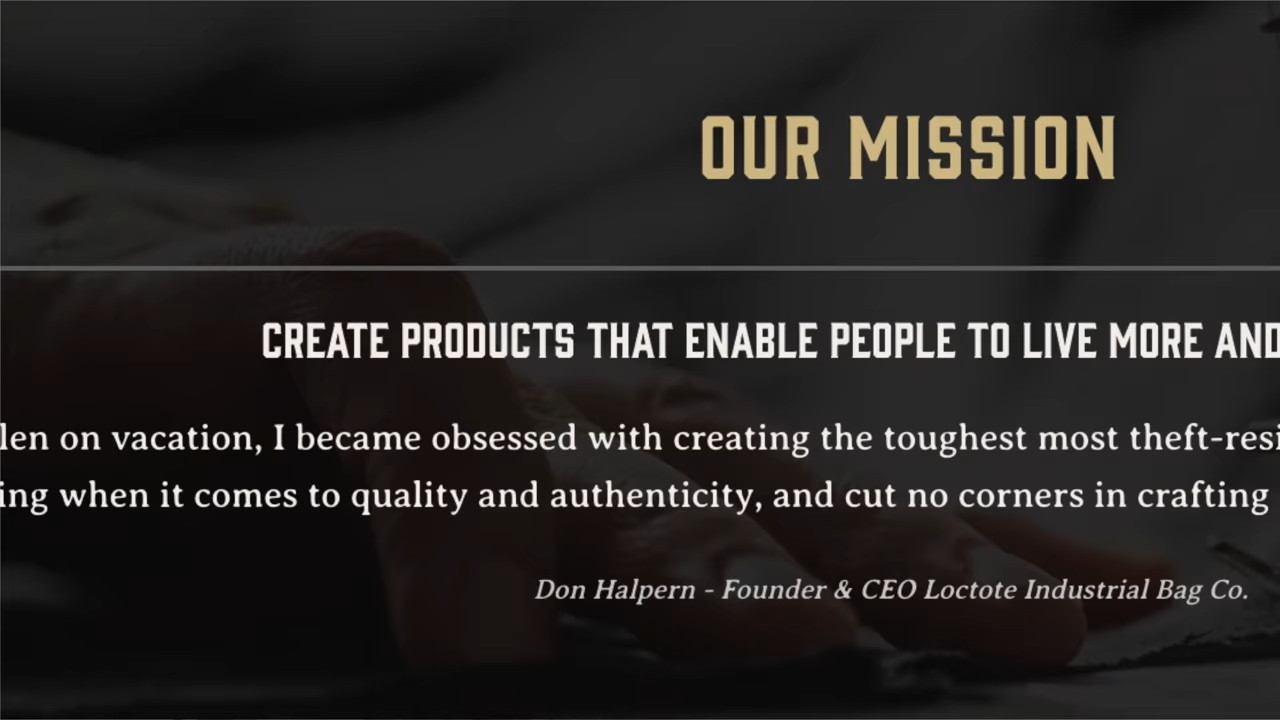 OUR MISSION
CREATE PRODUCTS THAT ENABLE PEOPLE TO LIVE MORE AND
len on vacation, I became obsessed with creating the toughest most theft-resi
ing when it comes to quality and authenticity, and cut no corners in crafting
Don Halpern - Founder & CEO Loctote Industrial Bag Co.